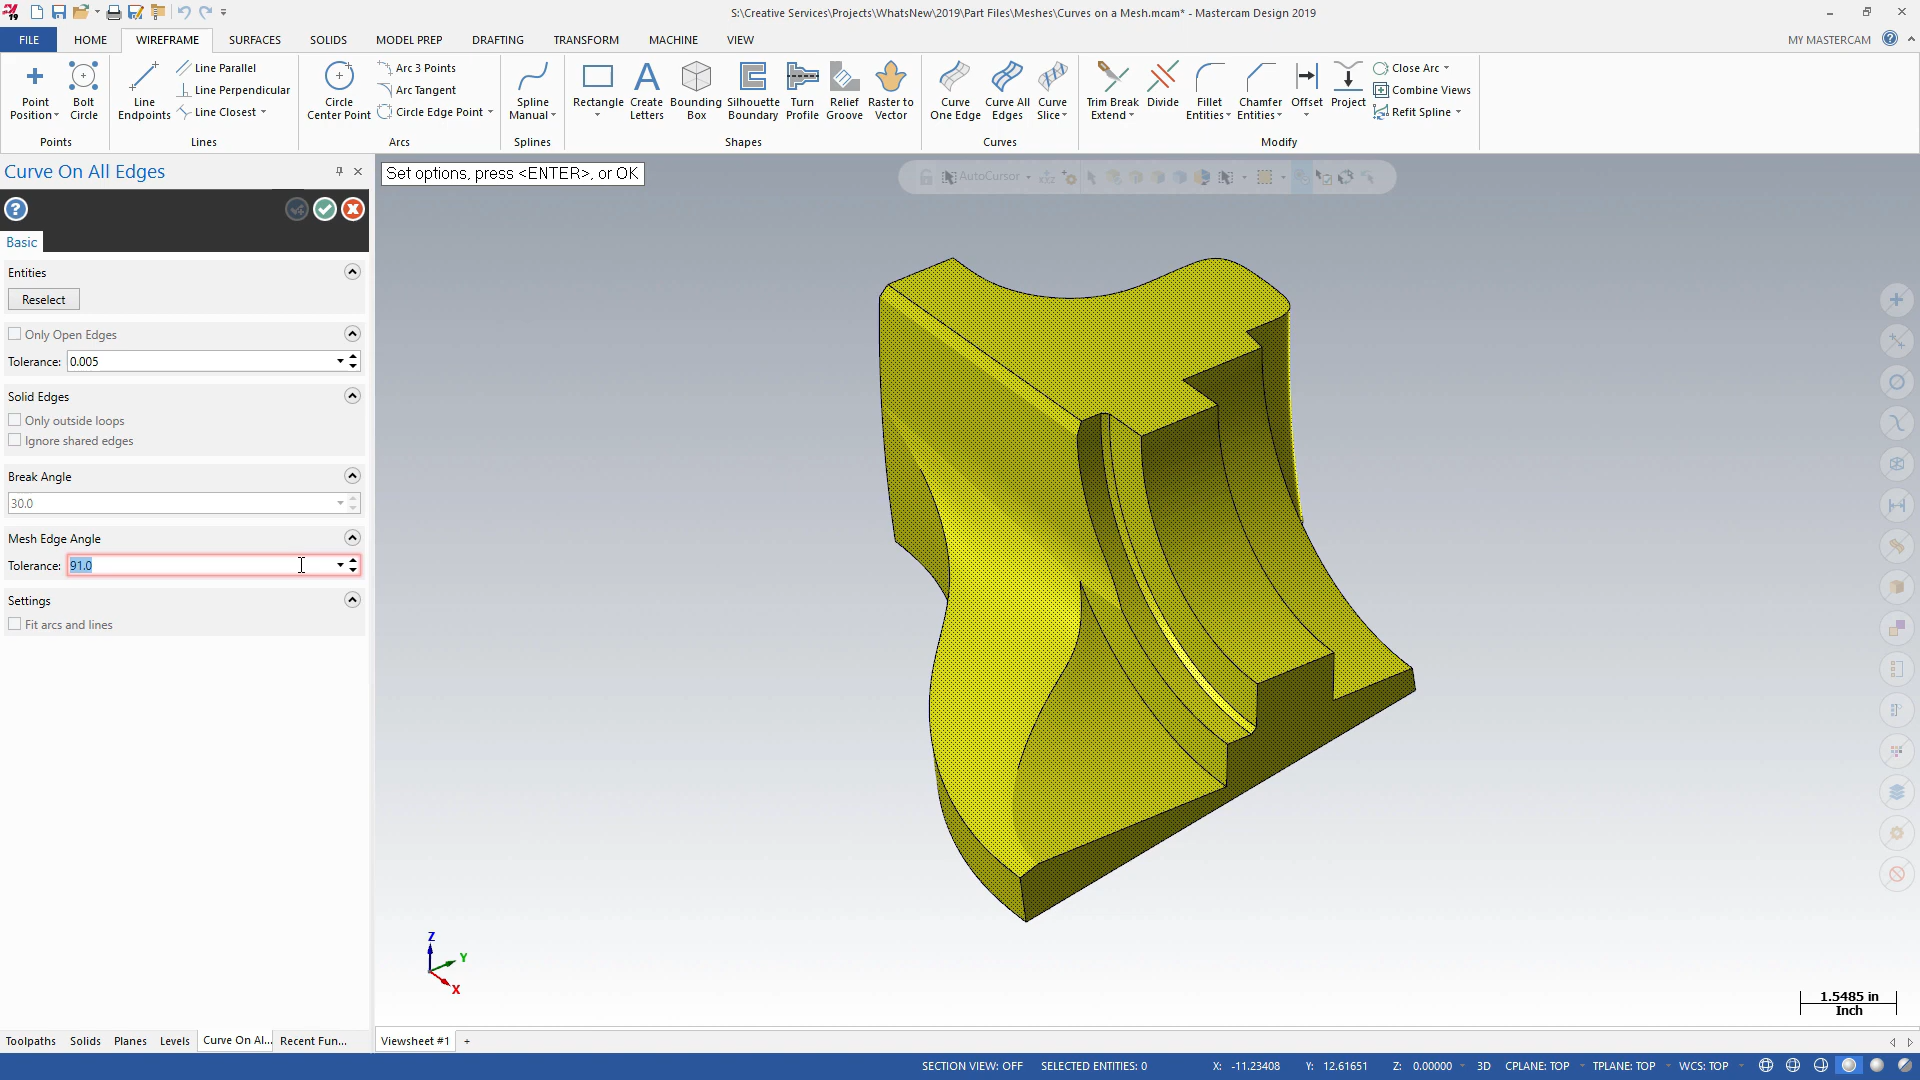 S:\Creative Services\Projects\WhatsNew\2019\Part Files\Meshes\Curves on a Mesh.mcam* - Mastercam Design 2019
FILE HOME WIREFRAME SURFACES SOLIDS MODEL PREP DRAFTING TRANSFORM MACHINE VIEW MY MASTERCAM
Point Position
Bolt Circle
Points
Line Endpoints
Line Parallel
Line Perpendicular
Line Closest
Lines
Circle Center Point
Arc 3 Points
Arc Tangent
Circle Edge Point
Arcs
Spline Manual
Splines
Rectangle
Create Letters
Bounding Box
Silhouette Boundary
Turn Profile
Relief Groove
Raster to Vector
Shapes
Curve One Edge
Curve All Edges
Curve Slice
Curves
Trim Break Extend
Divide
Fillet Entities
Chamfer Entities
Offset
Project
Close Arc
Combine Views
Refit Spline
Modify
Curve On All Edges
Basic
Entities
Reselect
Only Open Edges
Tolerance: 0.005
Solid Edges
Only outside loops
Ignore shared edges
Break Angle
30.0
Mesh Edge Angle
Tolerance: 91.0
Settings
Fit arcs and lines
Set options, press <ENTER>, or OK
AutoCursor
Z
Y
X
1.5485 in
Inch
Toolpaths Solids Planes Levels Curve On Al... Recent Fun...
Viewsheet #1 +
SECTION VIEW: OFF SELECTED ENTITIES: 0 X: -11.23408 Y: 12.61651 Z: 0.00000 3D CPLANE: TOP TPLANE: TOP WCS: TOP